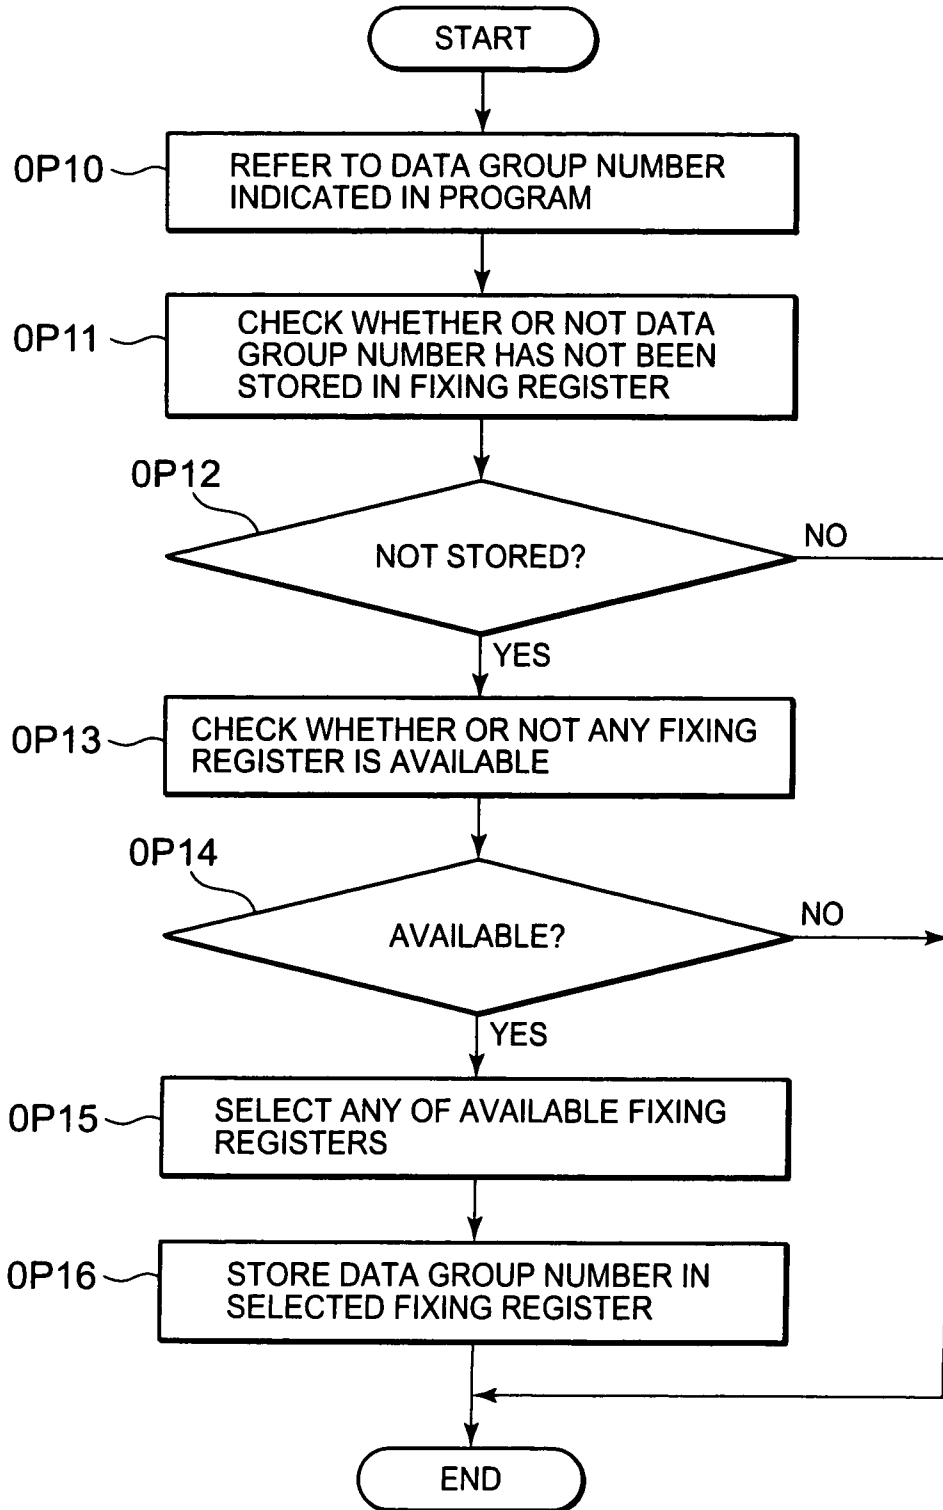 START
0P10
REFER TO DATA GROUP NUMBER
INDICATED IN PROGRAM
0P11
CHECK WHETHER OR NOT DATA
GROUP NUMBER HAS NOT BEEN
STORED IN FIXING REGISTER
0P12
NOT STORED?
NO
YES
0P13
CHECK WHETHER OR NOT ANY FIXING
REGISTER IS AVAILABLE
0P14
AVAILABLE?
NO
YES
0P15
SELECT ANY OF AVAILABLE FIXING
REGISTERS
0P16
STORE DATA GROUP NUMBER IN
SELECTED FIXING REGISTER
END